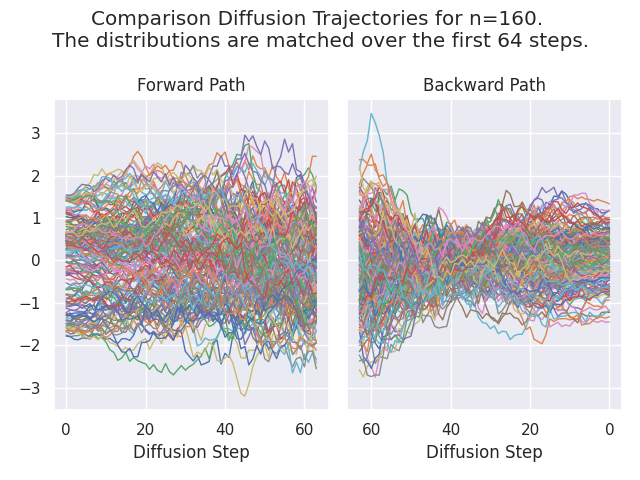 Comparison Diffusion Trajectories for n=160.
The distributions are matched over the first 64 steps.
Forward Path
Backward Path
3
2
1
0
−1
−2
−3
0 20 40 60
60 40 20 0
Diffusion Step
Diffusion Step